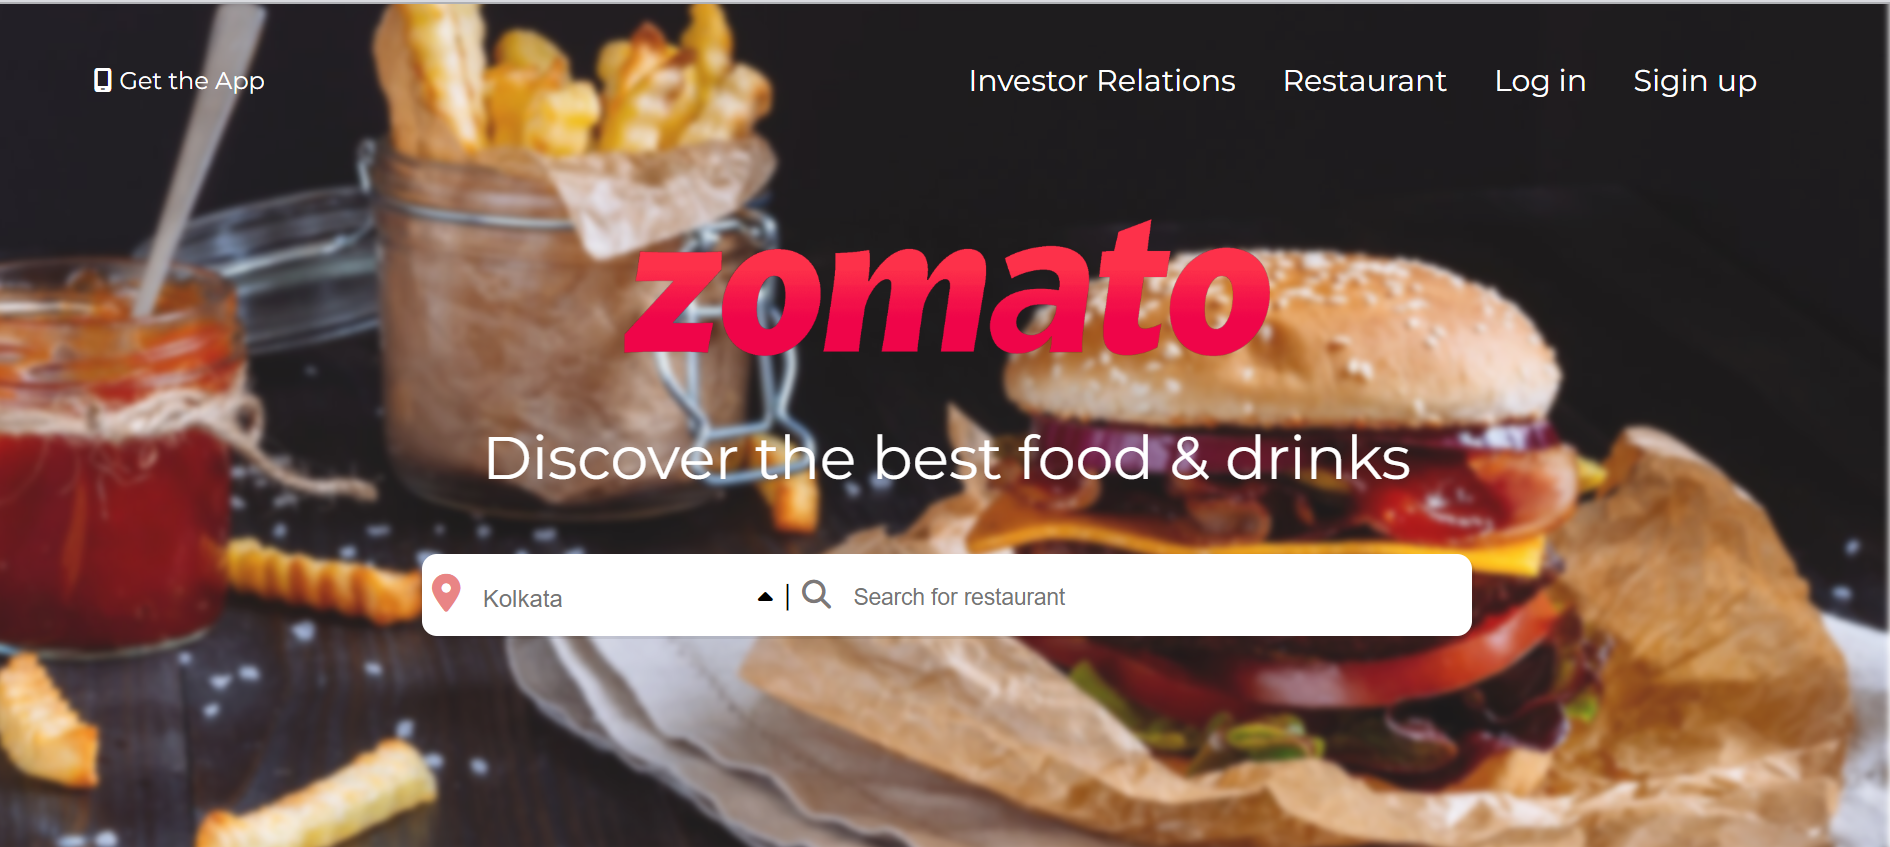 Get the App
Investor Relations
Restaurant
Log in
Sigin up
zomato
Discover the best food & drinks
Kolkata
|
Search for restaurant